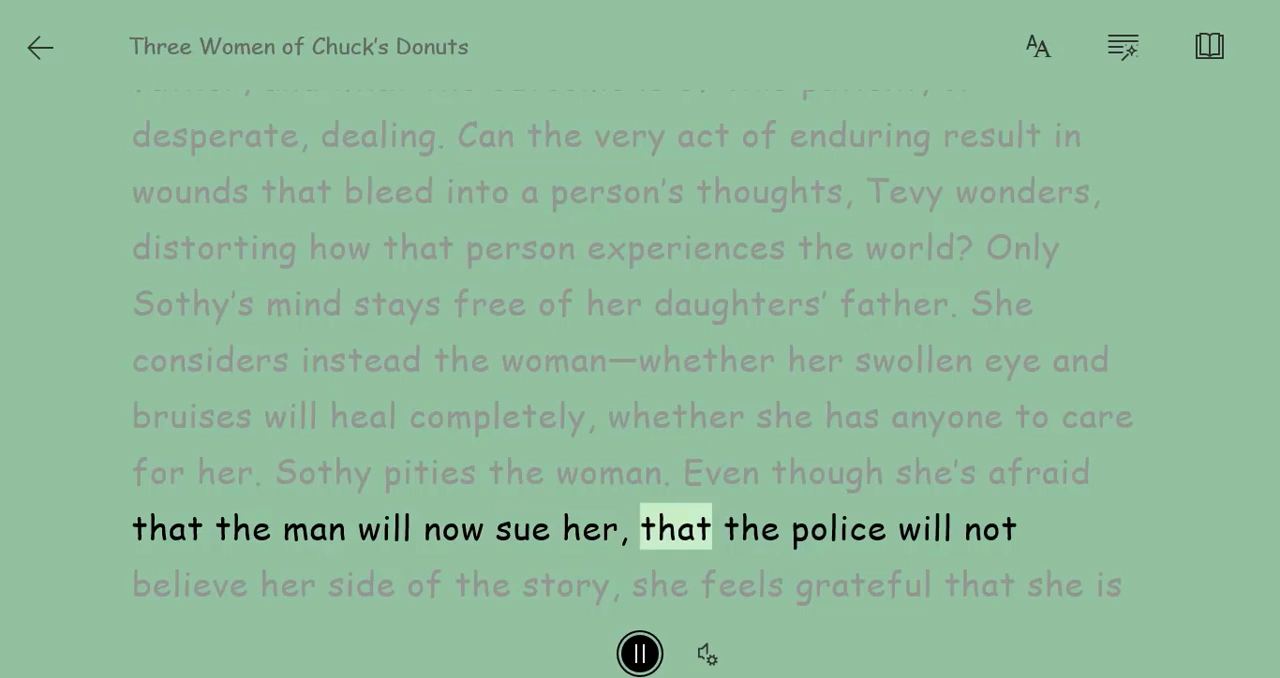 Three Women of Chuck's Donuts
AA
desperate, dealing. Can the very act of enduring result in
wounds that bleed into a person's thoughts, Tevy wonders,
distorting how that person experiences the world? Only
Sothy's mind stays free of her daughters' father. She
considers instead the woman—whether her swollen eye and
bruises will heal completely, whether she has anyone to care
for her. Sothy pities the woman. Even though she's afraid
that the man will now sue her, that the police will not
believe her side of the story, she feels grateful that she is